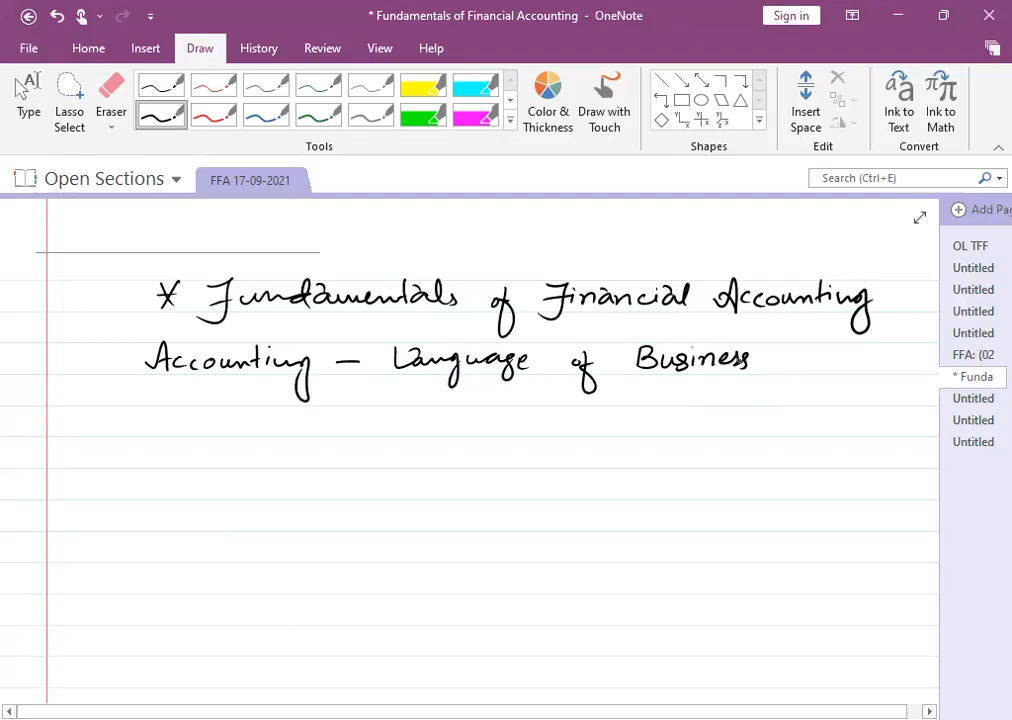 * Fundamentals of Financial Accounting - OneNote
Sign in
File Home Insert Draw History Review View Help
Type
Lasso Select
Eraser
Color & Thickness
Draw with Touch
Insert Space
Ink to Text
Ink to Math
Tools Shapes Edit Convert
Open Sections
FFA 17-09-2021
Search (Ctrl+E)
Add Pag
OL TFF
Untitled
Untitled
Untitled
Untitled
FFA: (02
* Funda
Untitled
Untitled
Untitled
* Fundamentals of Financial Accounting
Accounting — Language of Business